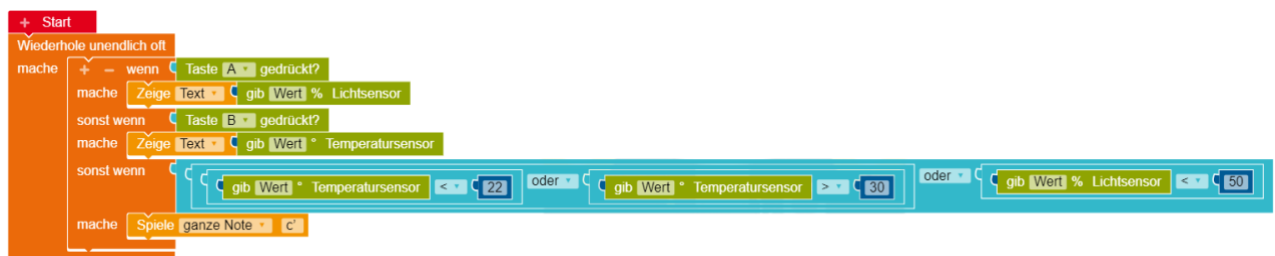 + Start
Wiederhole unendlich oft
mache + − wenn Taste A gedrückt?
mache Zeige Text gib Wert % Lichtsensor
sonst wenn Taste B gedrückt?
mache Zeige Text gib Wert ° Temperatursensor
sonst wenn gib Wert ° Temperatursensor < 22 oder gib Wert ° Temperatursensor > 30 oder gib Wert % Lichtsensor < 50
mache Spiele ganze Note c'